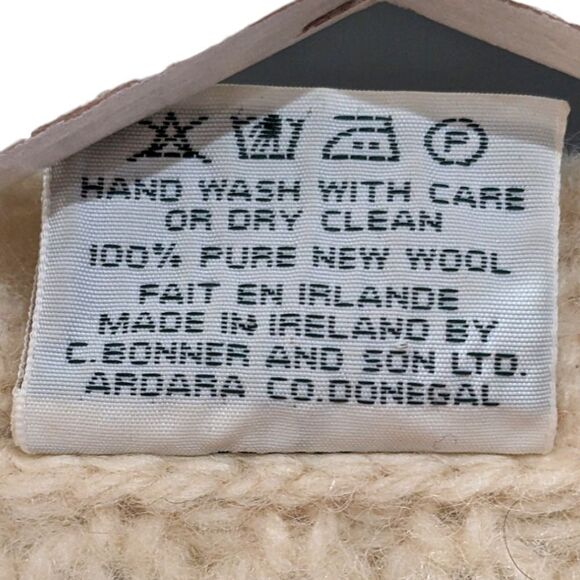 P
HAND WASH WITH CARE
OR DRY CLEAN
100% PURE NEW WOOL
FAIT EN IRLANDE
MADE IN IRELAND BY
C.BONNER AND SON LTD.
ARDARA CO.DONEGAL